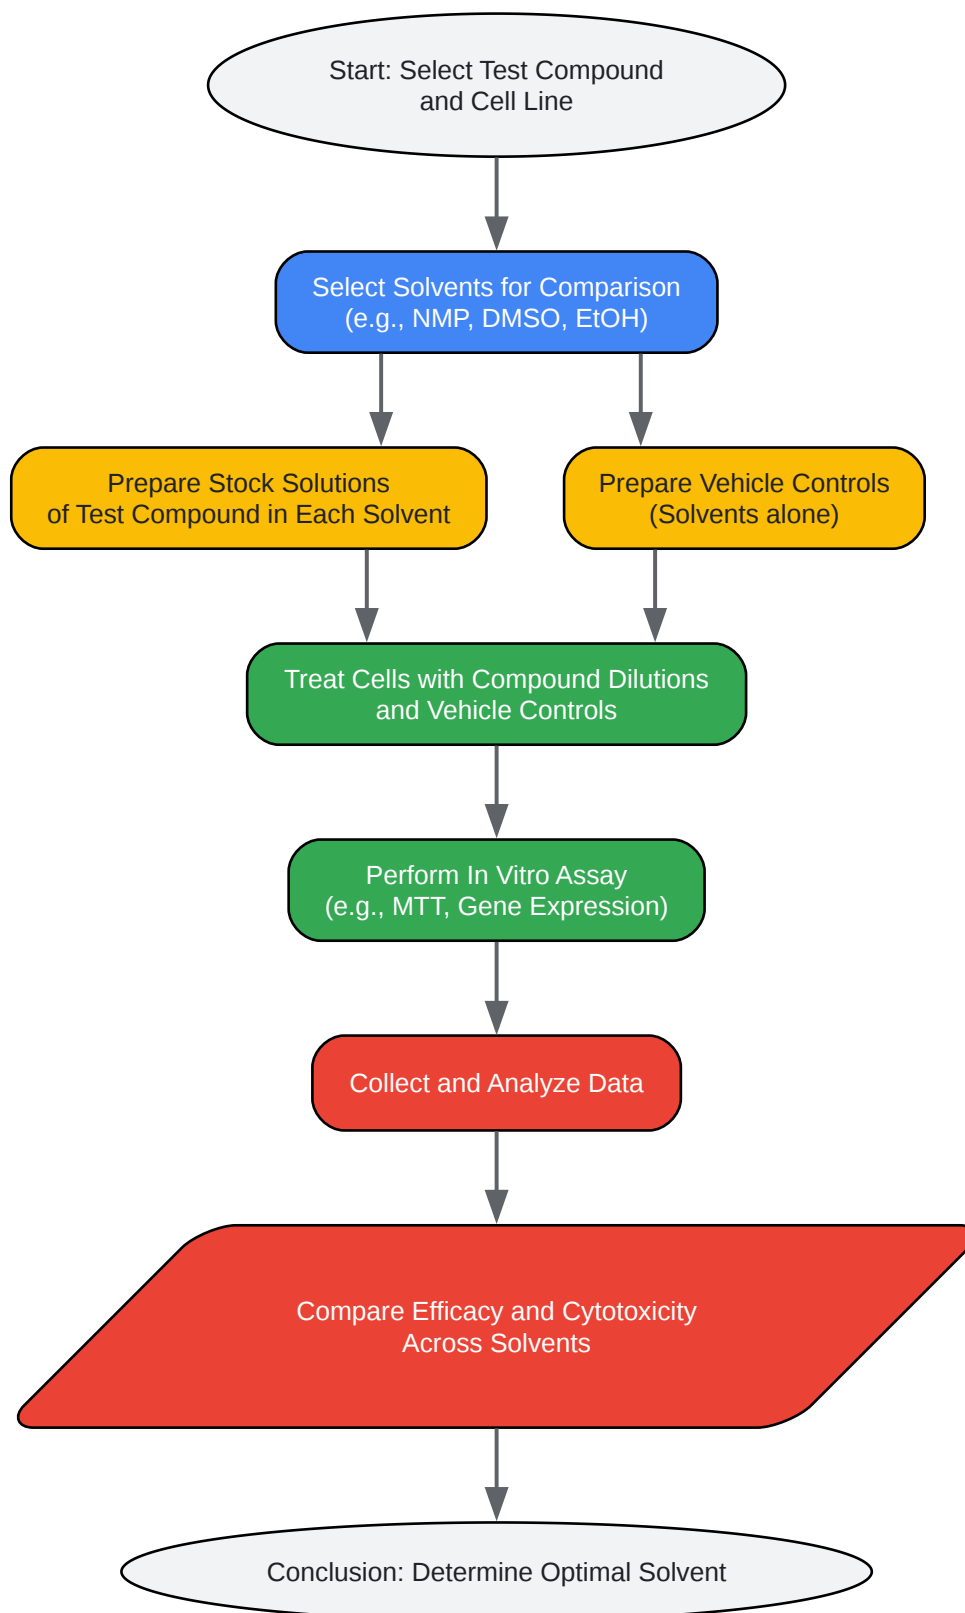 Start: Select Test Compound
and Cell Line
Select Solvents for Comparison
(e.g., NMP, DMSO, EtOH)
Prepare Stock Solutions
of Test Compound in Each Solvent
Prepare Vehicle Controls
(Solvents alone)
Treat Cells with Compound Dilutions
and Vehicle Controls
Perform In Vitro Assay
(e.g., MTT, Gene Expression)
Collect and Analyze Data
Compare Efficacy and Cytotoxicity
Across Solvents
Conclusion: Determine Optimal Solvent